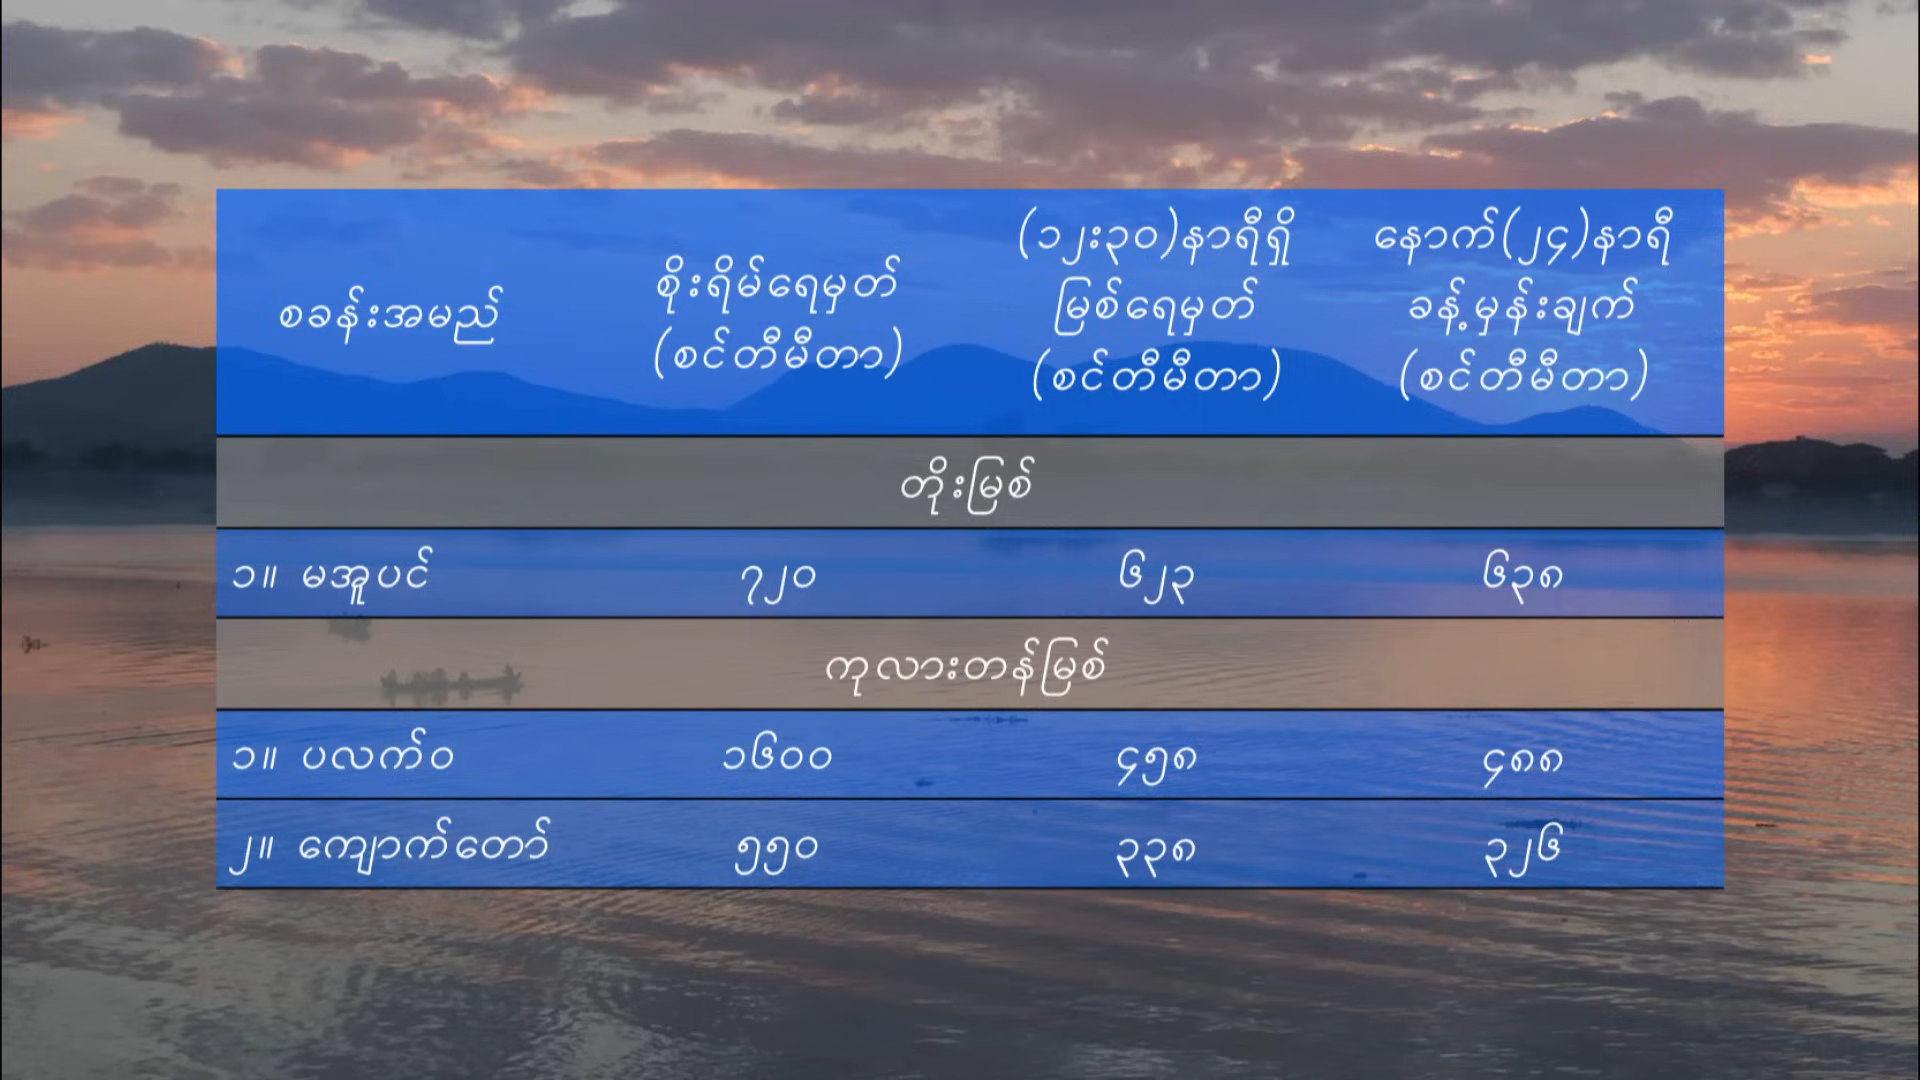 စခန်းအမည်
စိုးရိမ်ရေမှတ်
(စင်တီမီတာ)
(၁၂း၃၀)နာရီရှိ
မြစ်ရေမှတ်
(စင်တီမီတာ)
နောက်(၂၄)နာရီ
ခန့်မှန်းချက်
(စင်တီမီတာ)
တိုးမြစ်
၁။ မအူပင် ၇၂၀ ၆၂၃ ၆၃၈
ကုလားတန်မြစ်
၁။ ပလက်ဝ ၁၆၀၀ ၄၅၈ ၄၈၈
၂။ ကျောက်တော် ၅၅၀ ၃၃၈ ၃၂၆